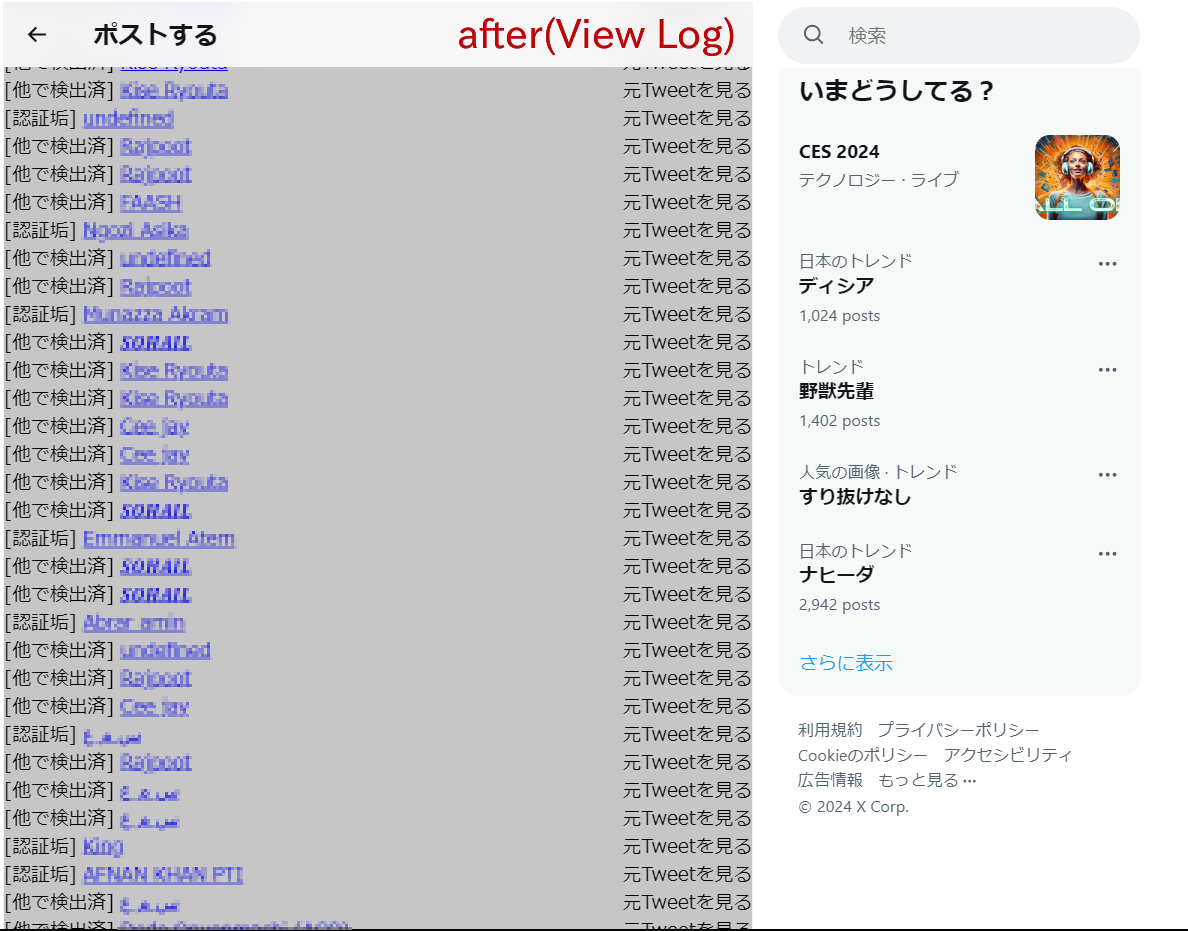 ポストする
after(View Log)
[他で検出済] Kise Ryouta 元Tweetを見る
[他で検出済] Kise Ryouta 元Tweetを見る
[認証垢] undefined 元Tweetを見る
[他で検出済] Rajpoot 元Tweetを見る
[他で検出済] Rajpoot 元Tweetを見る
[他で検出済] FAASH 元Tweetを見る
[認証垢] Ngozi Asika 元Tweetを見る
[他で検出済] undefined 元Tweetを見る
[他で検出済] Rajpoot 元Tweetを見る
[認証垢] Munazza Akram 元Tweetを見る
[他で検出済] SOHAIL 元Tweetを見る
[他で検出済] Kise Ryouta 元Tweetを見る
[他で検出済] Kise Ryouta 元Tweetを見る
[他で検出済] Cee jay 元Tweetを見る
[他で検出済] Cee jay 元Tweetを見る
[他で検出済] Kise Ryouta 元Tweetを見る
[他で検出済] SOHAIL 元Tweetを見る
[認証垢] Emmanuel Atem 元Tweetを見る
[他で検出済] SOHAIL 元Tweetを見る
[他で検出済] SOHAIL 元Tweetを見る
[認証垢] Abrar amin 元Tweetを見る
[他で検出済] undefined 元Tweetを見る
[他で検出済] Rajpoot 元Tweetを見る
[他で検出済] Cee jay 元Tweetを見る
[認証垢] 元Tweetを見る
[他で検出済] Rajpoot 元Tweetを見る
[他で検出済] 元Tweetを見る
[他で検出済] 元Tweetを見る
[認証垢] King 元Tweetを見る
[認証垢] AFNAN KHAN PTI 元Tweetを見る
[他で検出済] 元Tweetを見る
[他で検出済] 元Tweetを見る
検索
いまどうしてる？
CES 2024
テクノロジー · ライブ
日本のトレンド
ディシア
1,024 posts
トレンド
野獣先輩
1,402 posts
人気の画像 · トレンド
すり抜けなし
日本のトレンド
ナヒーダ
2,942 posts
さらに表示
利用規約 プライバシーポリシー
Cookieのポリシー アクセシビリティ
広告情報 もっと見る ···
© 2024 X Corp.